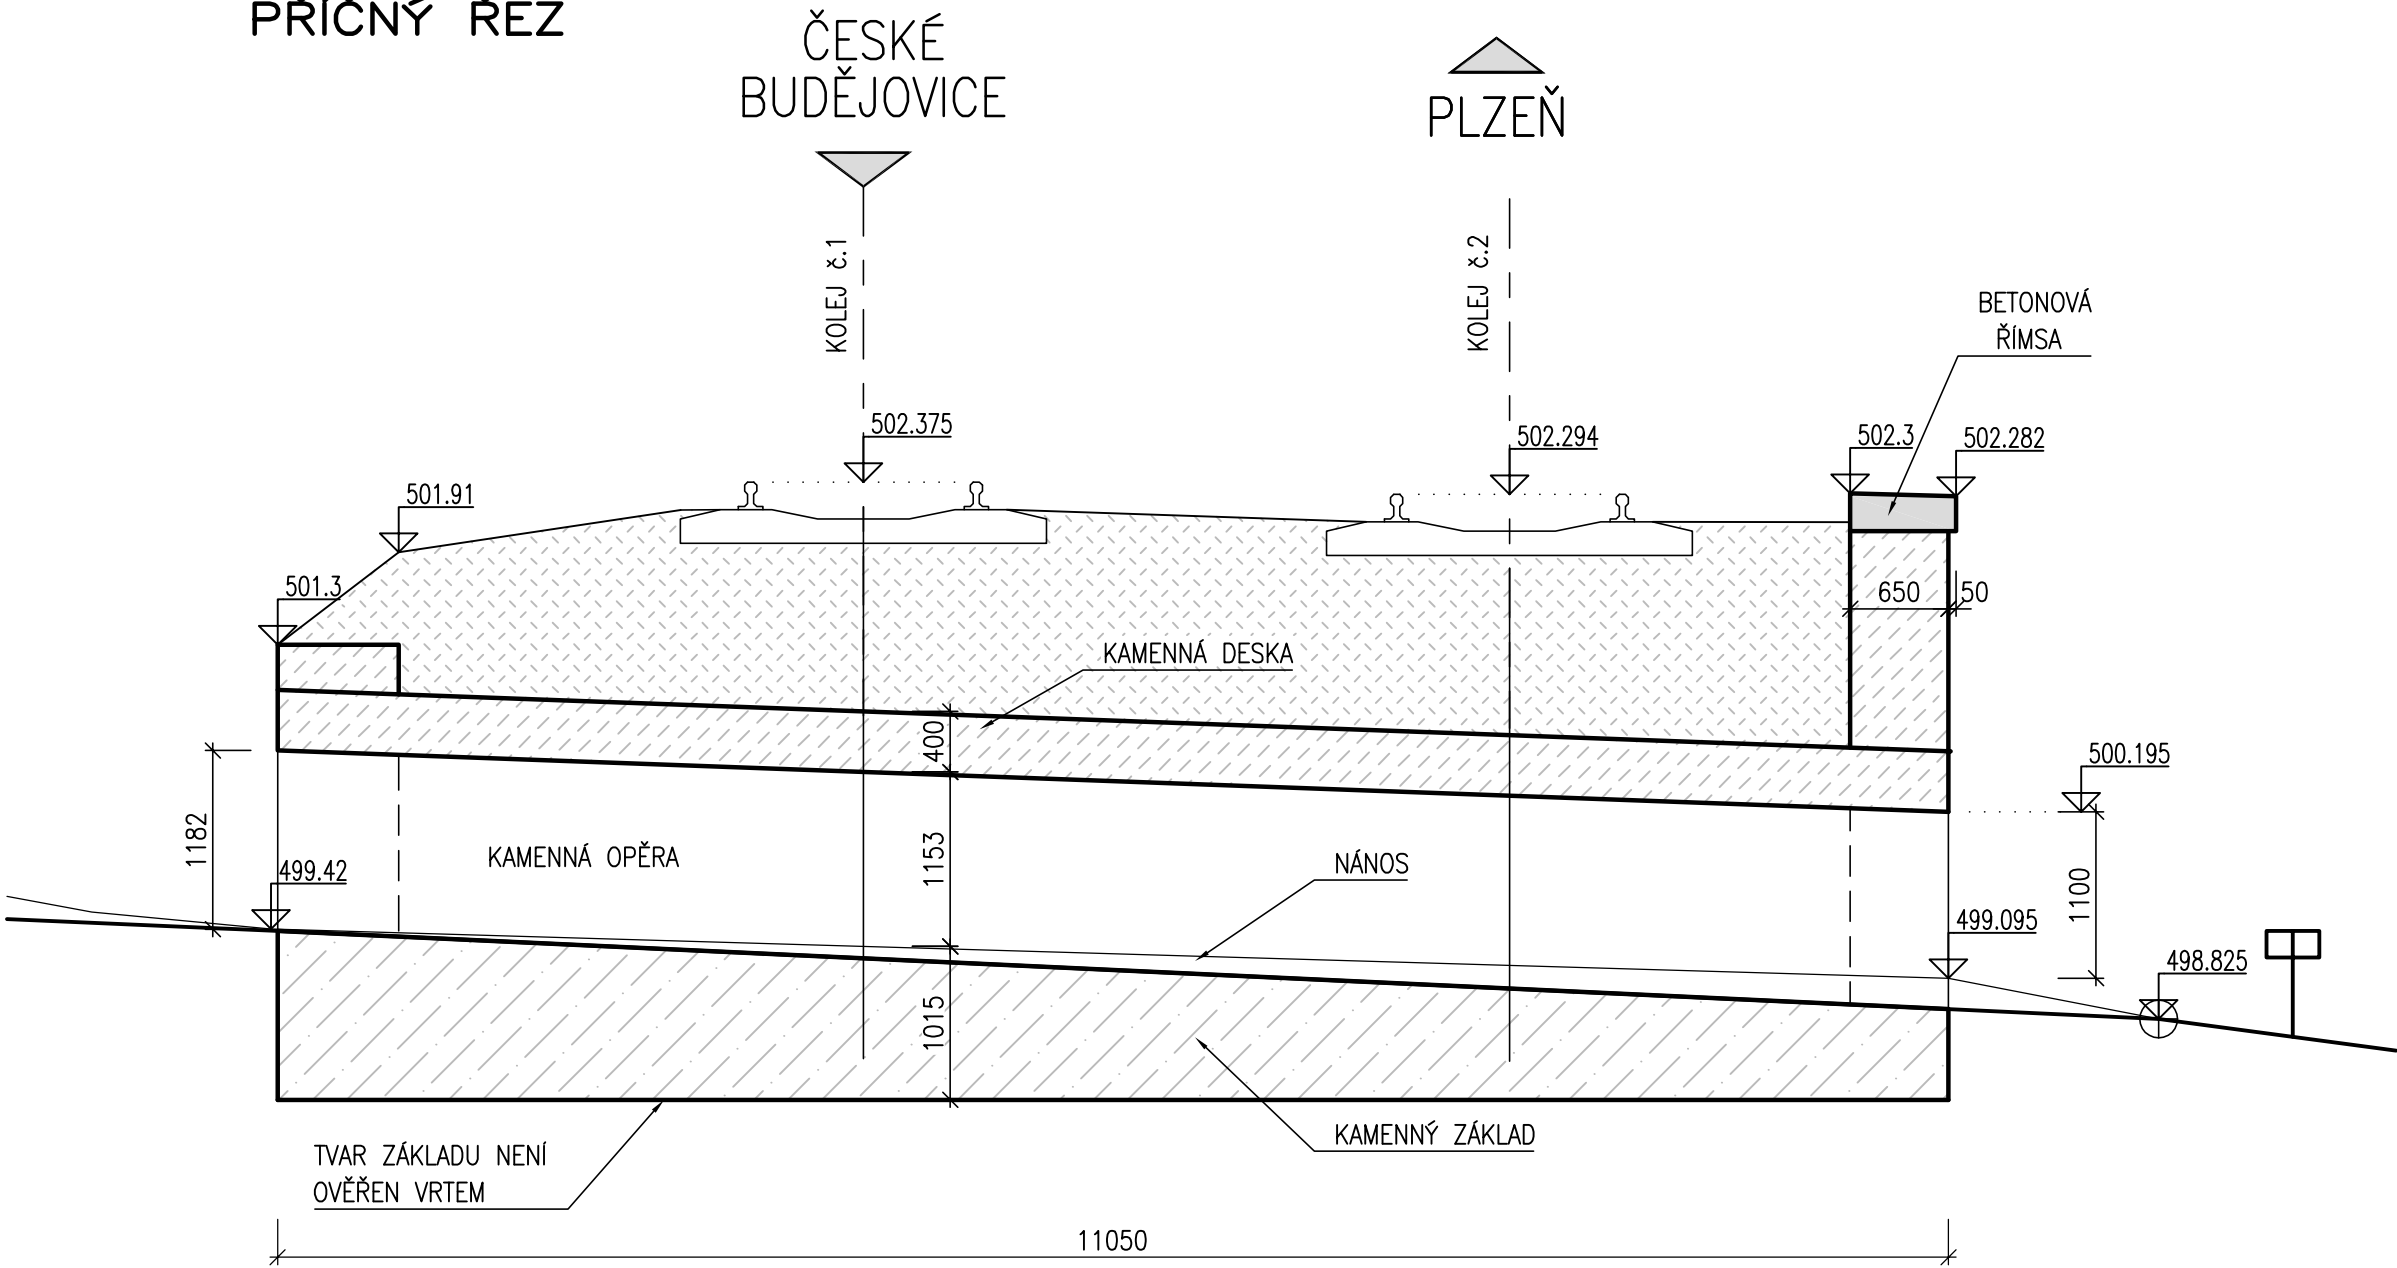 PŘÍČNÝ ŘEZ
ČESKÉ
BUDĚJOVICE
PLZEŇ
KOLEJ č.1
KOLEJ č.2
BETONOVÁ
ŘÍMSA
502.375
502.294
502.3
502.282
501.91
501.3
650
50
KAMENNÁ DESKA
400
500.195
1182
499.42
KAMENNÁ OPĚRA
1153
NÁNOS
1100
499.095
498.825
1015
KAMENNÝ ZÁKLAD
TVAR ZÁKLADU NENÍ
OVĚŘEN VRTEM
11050